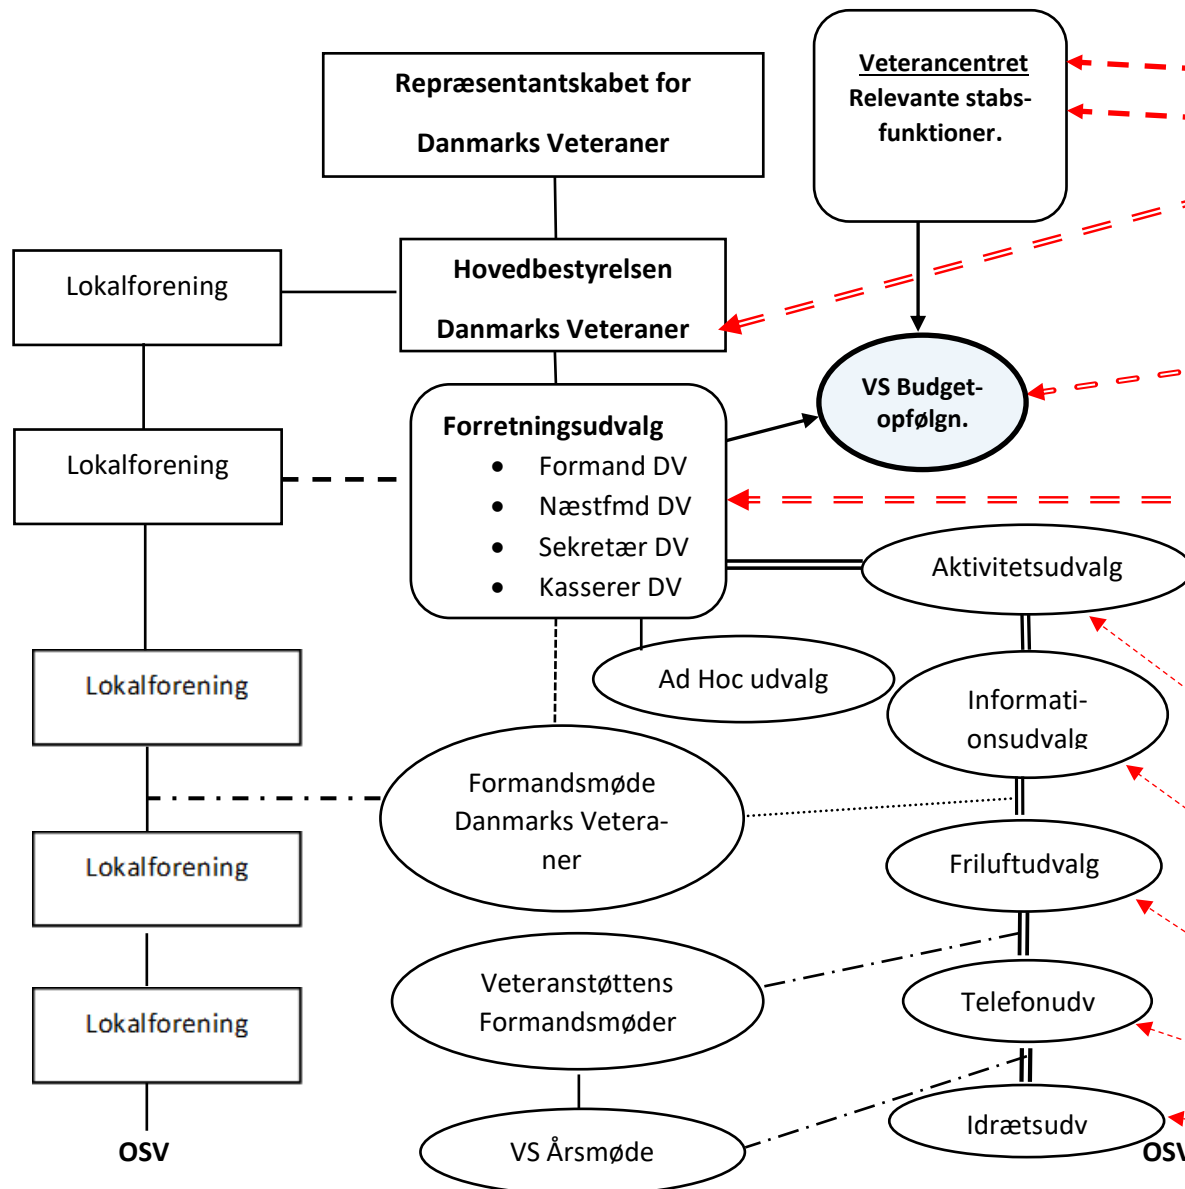 Repræsentantskabet for
Danmarks Veteraner
Veterancentret
Relevante stabs-
funktioner.
Lokalforening
Hovedbestyrelsen
Danmarks Veteraner
VS Budget-
opfølgn.
Lokalforening
Forretningsudvalg
• Formand DV
• Næstfmd DV
• Sekretær DV
• Kasserer DV
Aktivitetsudvalg
Lokalforening
Ad Hoc udvalg
Informati-
onsudvalg
Formandsmøde
Danmarks Vetera-
ner
Lokalforening
Friluftudvalg
Veteranstøttens
Formandsmøder
Telefonudv
Lokalforening
Idrætsudv
OSV
VS Årsmøde
OSV